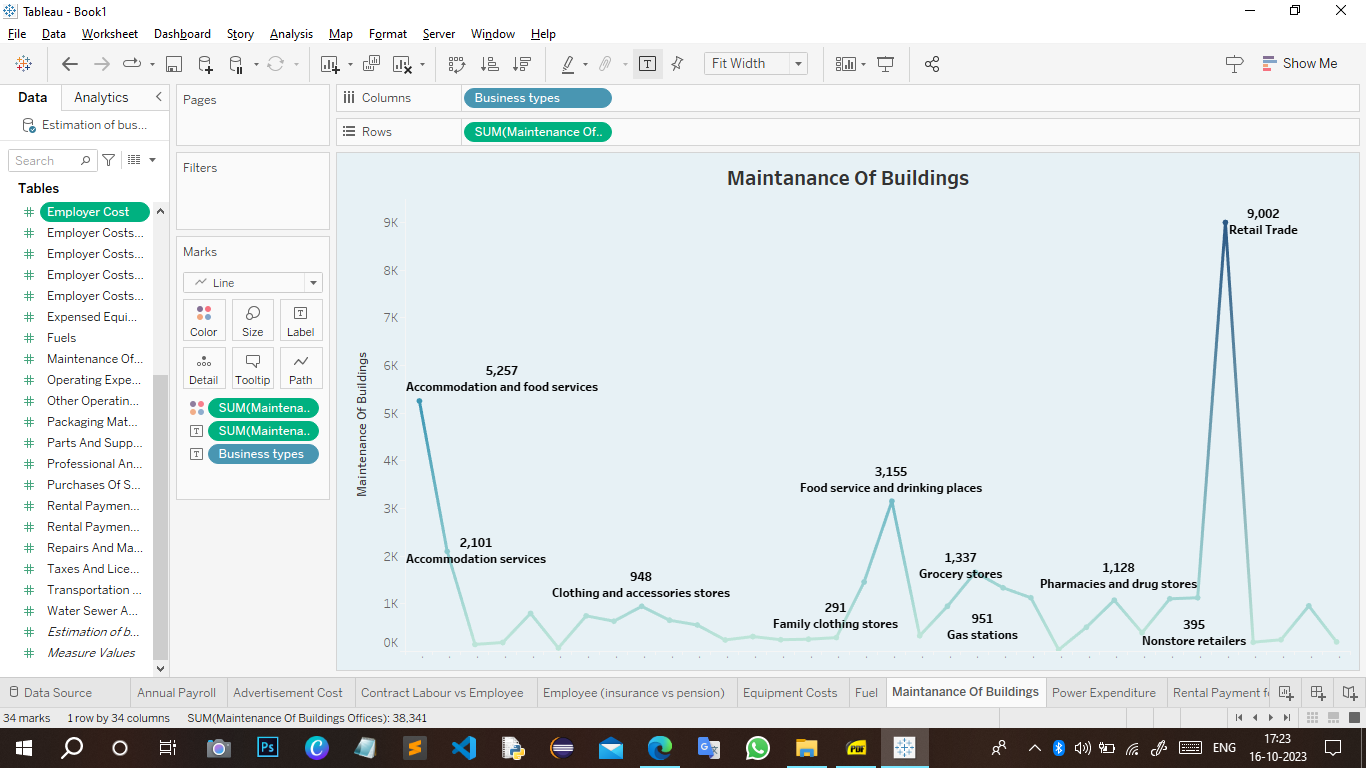 Tableau - Book1
File Data Worksheet Dashboard Story Analysis Map Format Server Window Help
Fit Width
Show Me
Data Analytics
Estimation of bus...
Search
Tables
Employer Cost
Employer Costs...
Employer Costs...
Employer Costs...
Employer Costs...
Expensed Equi...
Fuels
Maintenance Of...
Operating Expe...
Other Operatin...
Packaging Mat...
Parts And Supp...
Professional An...
Purchases Of S...
Rental Paymen...
Rental Paymen...
Repairs And Ma...
Taxes And Lice...
Transportation ...
Water Sewer A...
Estimation of b...
Measure Values
Pages
Filters
Marks
Line
Color Size Label
Detail Tooltip Path
SUM(Maintena..
SUM(Maintena..
Business types
Columns Business types
Rows SUM(Maintenance Of..
Maintanance Of Buildings
Maintenance Of Buildings
9K
8K
7K
6K
5K
4K
3K
2K
1K
0K
5,257
Accommodation and food services
2,101
Accommodation services
948
Clothing and accessories stores
291
Family clothing stores
3,155
Food service and drinking places
1,337
Grocery stores
951
Gas stations
1,128
Pharmacies and drug stores
395
Nonstore retailers
9,002
Retail Trade
Data Source Annual Payroll Advertisement Cost Contract Labour vs Employee Employee (insurance vs pension) Equipment Costs Fuel Maintanance Of Buildings Power Expenditure Rental Payment fo
34 marks 1 row by 34 columns SUM(Maintenance Of Buildings Offices): 38,341
Ps
PDF
ENG
17:23
16-10-2023